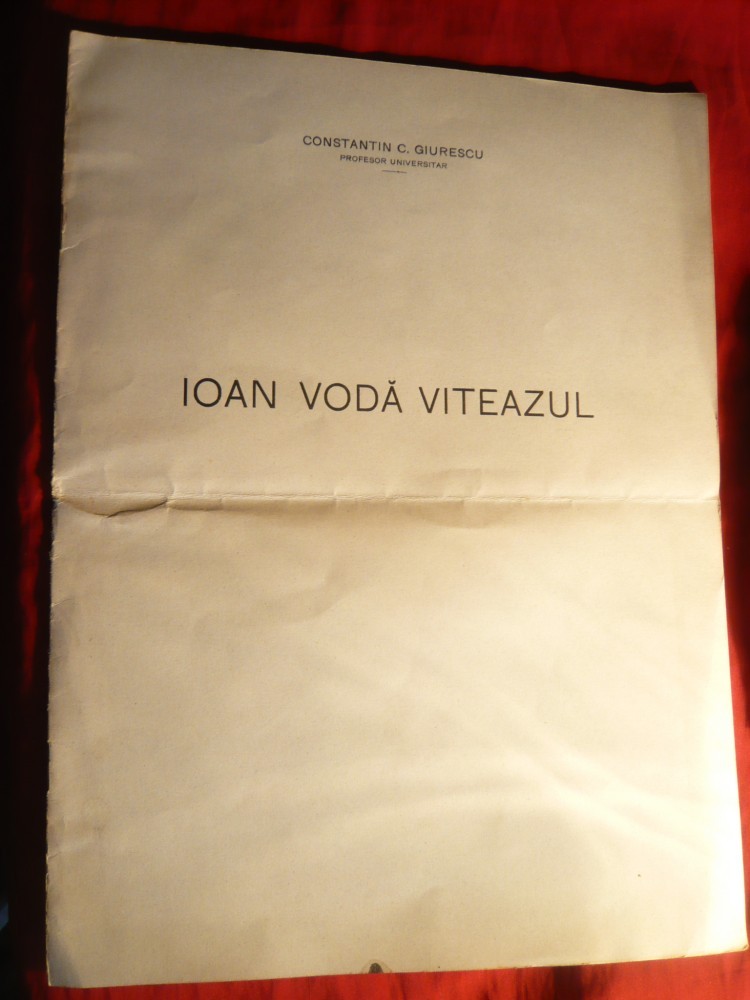 CONSTANTIN C. GIURESCU
PROFESOR UNIVERSITAR
IOAN VODĂ VITEAZUL